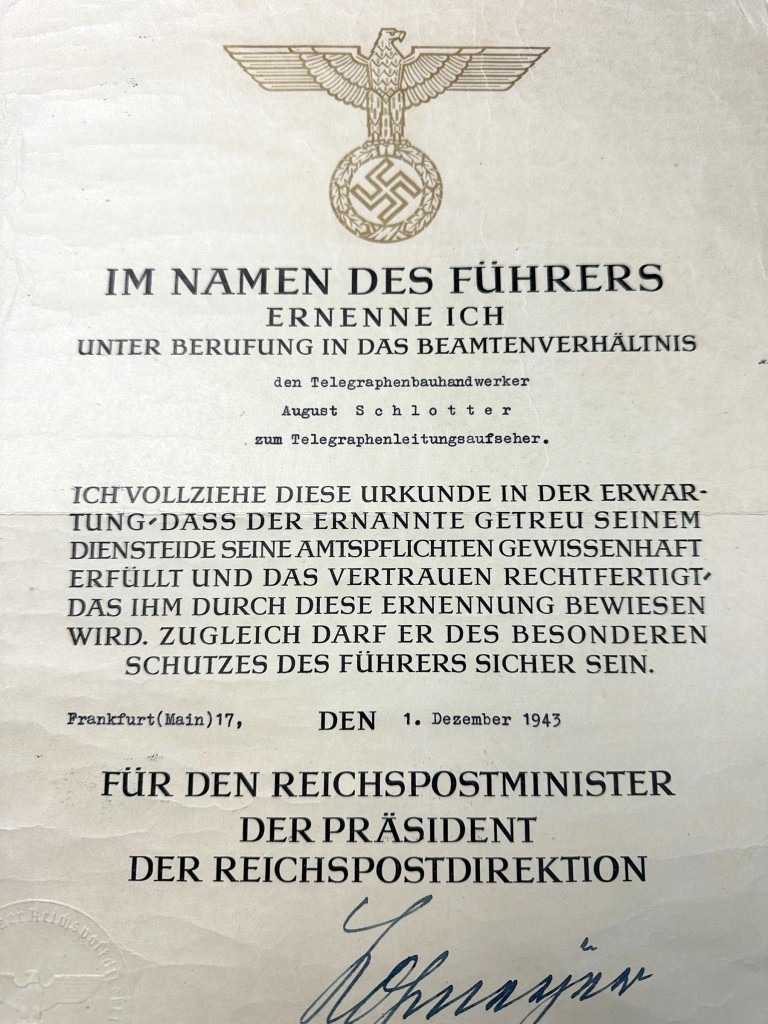 IM NAMEN DES FÜHRERS
ERNENNE ICH
UNTER BERUFUNG IN DAS BEAMTENVERHÄLTNIS
den Telegraphenbauhandwerker
August S c h l o t t e r
zum Telegraphenleitungsaufseher.
ICH VOLLZIEHE DIESE URKUNDE IN DER ERWAR-
TUNG, DASS DER ERNANNTE GETREU SEINEM
DIENSTEIDE SEINE AMTSPFLICHTEN GEWISSENHAFT
ERFÜLLT UND DAS VERTRAUEN RECHTFERTIGT,
DAS IHM DURCH DIESE ERNENNUNG BEWIESEN
WIRD. ZUGLEICH DARF ER DES BESONDEREN
SCHUTZES DES FÜHRERS SICHER SEIN.
Frankfurt(Main)17, DEN 1. Dezember 1943
FÜR DEN REICHSPOSTMINISTER
DER PRÄSIDENT
DER REICHSPOSTDIREKTION